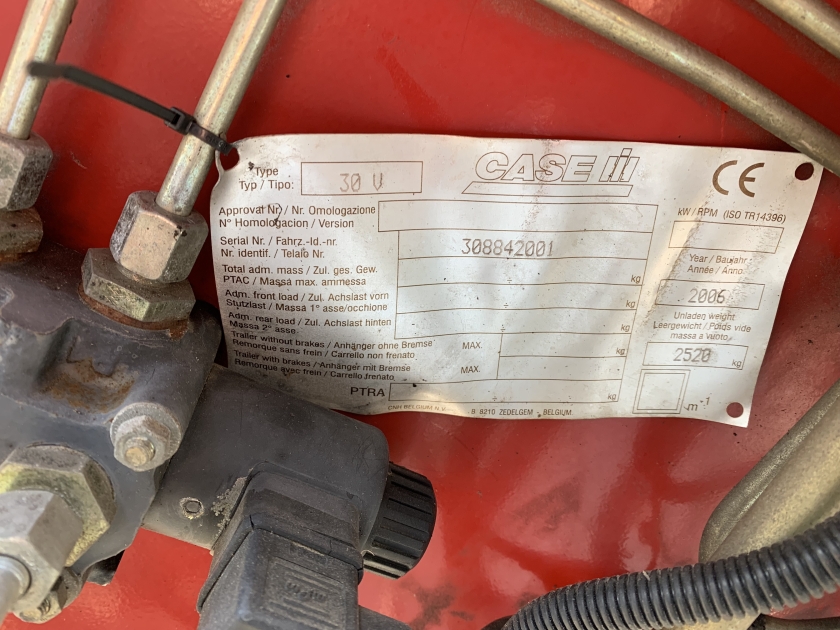 Type
Typ / Tipo: 30 V
CASE III
CE
Approval Nr / Nr. Omologazione
N° Homologacion / Version
kW / RPM (ISO TR14396)
Serial Nr. / Fahrz.-Id.-nr.
Nr. identif. / Telaio Nr. 308842001
Year / Baujahr
Année / Anno
2006
Total adm. mass / Zul. ges. Gew.
PTAC / Massa max. ammessa kg
Adm. front load / Zul. Achslast vorn
Stutzlast / Massa 1° asse/occhione ÷ kg
Unladen weight
Leergewicht / Poids vide
massa a vuoto
2520 kg
Adm. rear load / Zul. Achslast hinten
Massa 2° asse ÷ kg
Trailer without brakes / Anhänger ohne Bremse
Remorque sans frein / Carrello non frenato MAX. ÷ kg
Trailer with brakes / Anhänger mit Bremse
Remorque avec frein / Carrello frenato MAX.
PTRA ÷ kg
m⁻¹
CNH BELGIUM N.V. B 8210 ZEDELGEM - BELGIUM